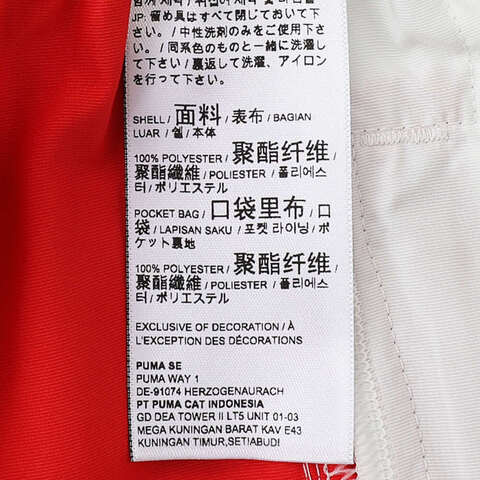 JP: 留め具はすべて閉じておいて下さ
い。/ 中性洗剤のみをご使用下さい
。/ 同系色のものと一緒に洗濯し
て下さい / 裏返して洗濯、アイロン
を行って下さい。
SHELL / 面料 / 表布 / BAGIAN
LUAR / 쉘 / 本体
100% POLYESTER / 聚酯纤维 /
聚酯纖維 / POLIESTER / 폴리에스
터 / ポリエステル
POCKET BAG / 口袋里布 / 口
袋 / LAPISAN SAKU / 포켓 라이닝 / ポ
ケット裏地
100% POLYESTER / 聚酯纤维 /
聚酯纖維 / POLIESTER / 폴리에스
터 / ポリエステル
EXCLUSIVE OF DECORATION / À
L'EXCEPTION DES DÉCORATIONS
PUMA SE
PUMA WAY 1
DE-91074 HERZOGENAURACH
PT PUMA CAT INDONESIA
GD DEA TOWER II LT5 UNIT 01-03
MEGA KUNINGAN BARAT KAV E43
KUNINGAN TIMUR,SETIABUDI